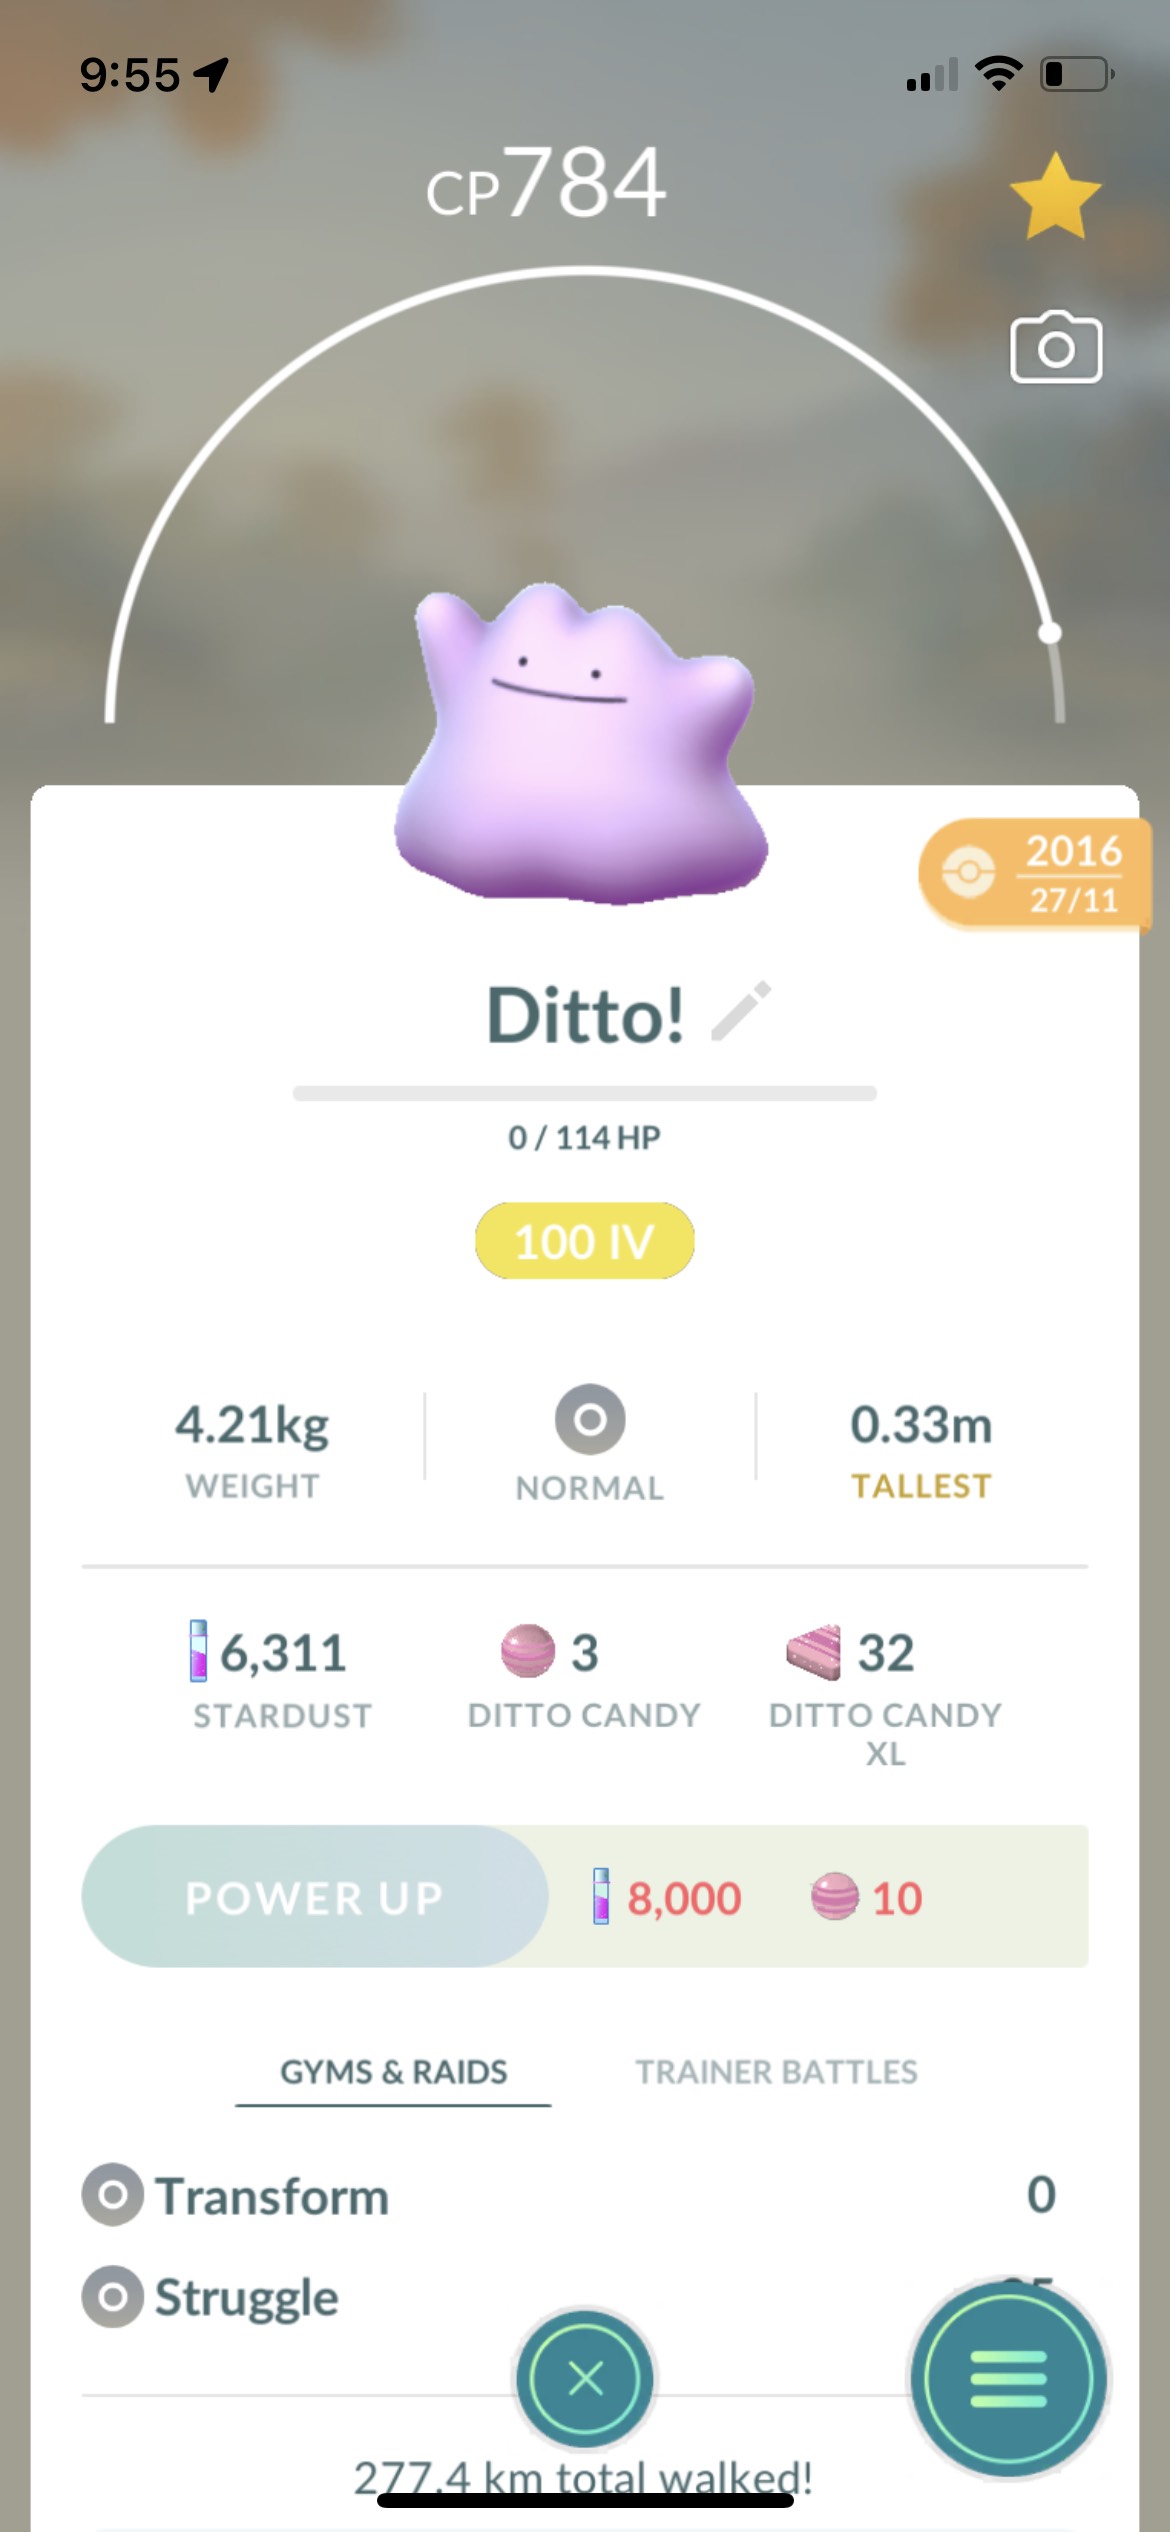 9:55
CP784
2016
27/11
Ditto!
0 / 114 HP
100 IV
4.21kg
WEIGHT
NORMAL
0.33m
TALLEST
6,311
STARDUST
3
DITTO CANDY
32
DITTO CANDY
XL
POWER UP
8,000
10
GYMS & RAIDS
TRAINER BATTLES
Transform
0
Struggle
277.4 km total walked!